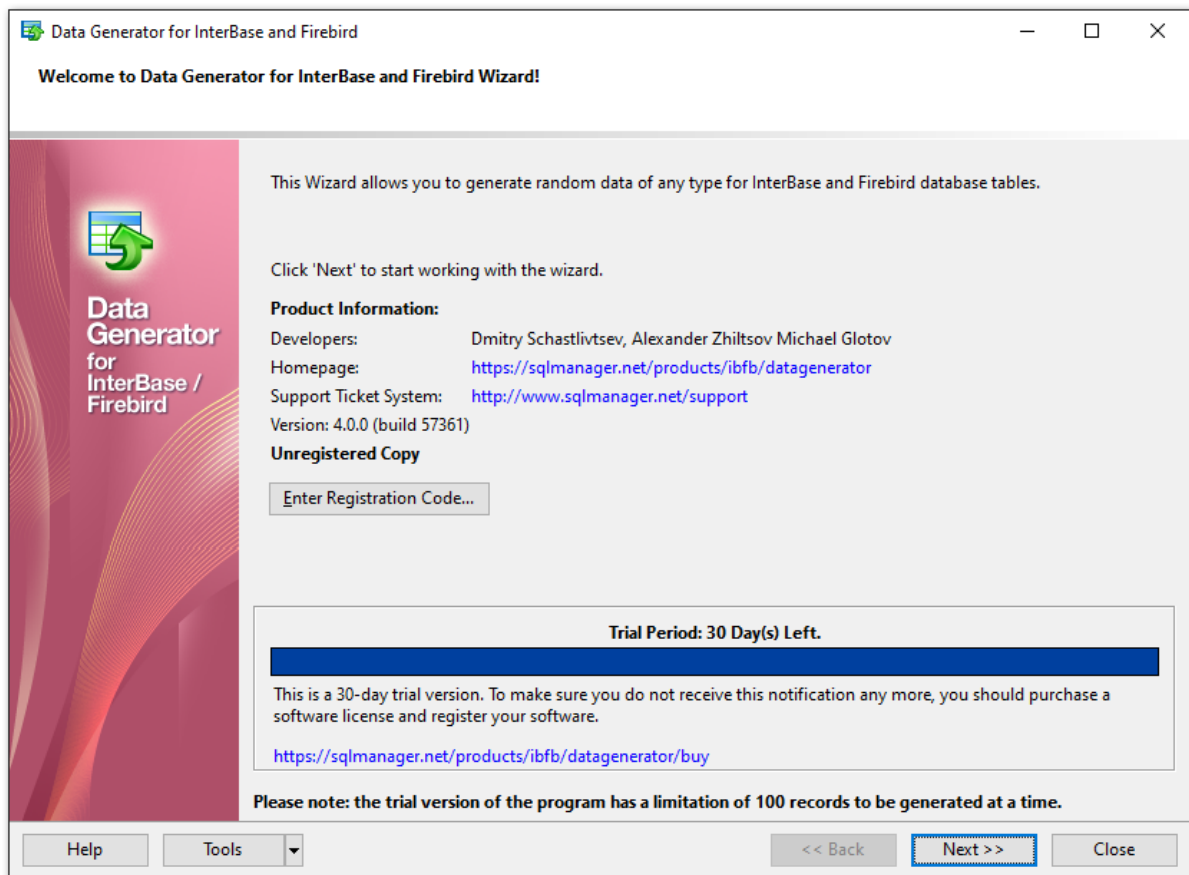 Data Generator for InterBase and Firebird
Welcome to Data Generator for InterBase and Firebird Wizard!
Data
Generator
for
InterBase /
Firebird
This Wizard allows you to generate random data of any type for InterBase and Firebird database tables.
Click 'Next' to start working with the wizard.
Product Information:
Developers: Dmitry Schastlivtsev, Alexander Zhiltsov Michael Glotov
Homepage: https://sqlmanager.net/products/ibfb/datagenerator
Support Ticket System: http://www.sqlmanager.net/support
Version: 4.0.0 (build 57361)
Unregistered Copy
Enter Registration Code...
Trial Period: 30 Day(s) Left.
This is a 30-day trial version. To make sure you do not receive this notification any more, you should purchase a
software license and register your software.
https://sqlmanager.net/products/ibfb/datagenerator/buy
Please note: the trial version of the program has a limitation of 100 records to be generated at a time.
Help Tools << Back Next >> Close